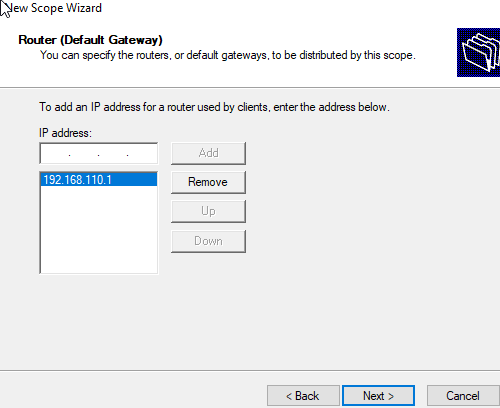 New Scope Wizard
Router (Default Gateway)
You can specify the routers, or default gateways, to be distributed by this scope.
To add an IP address for a router used by clients, enter the address below.
IP address:
. . .
Add
192.168.110.1
Remove
Up
Down
< Back
Next >
Cancel